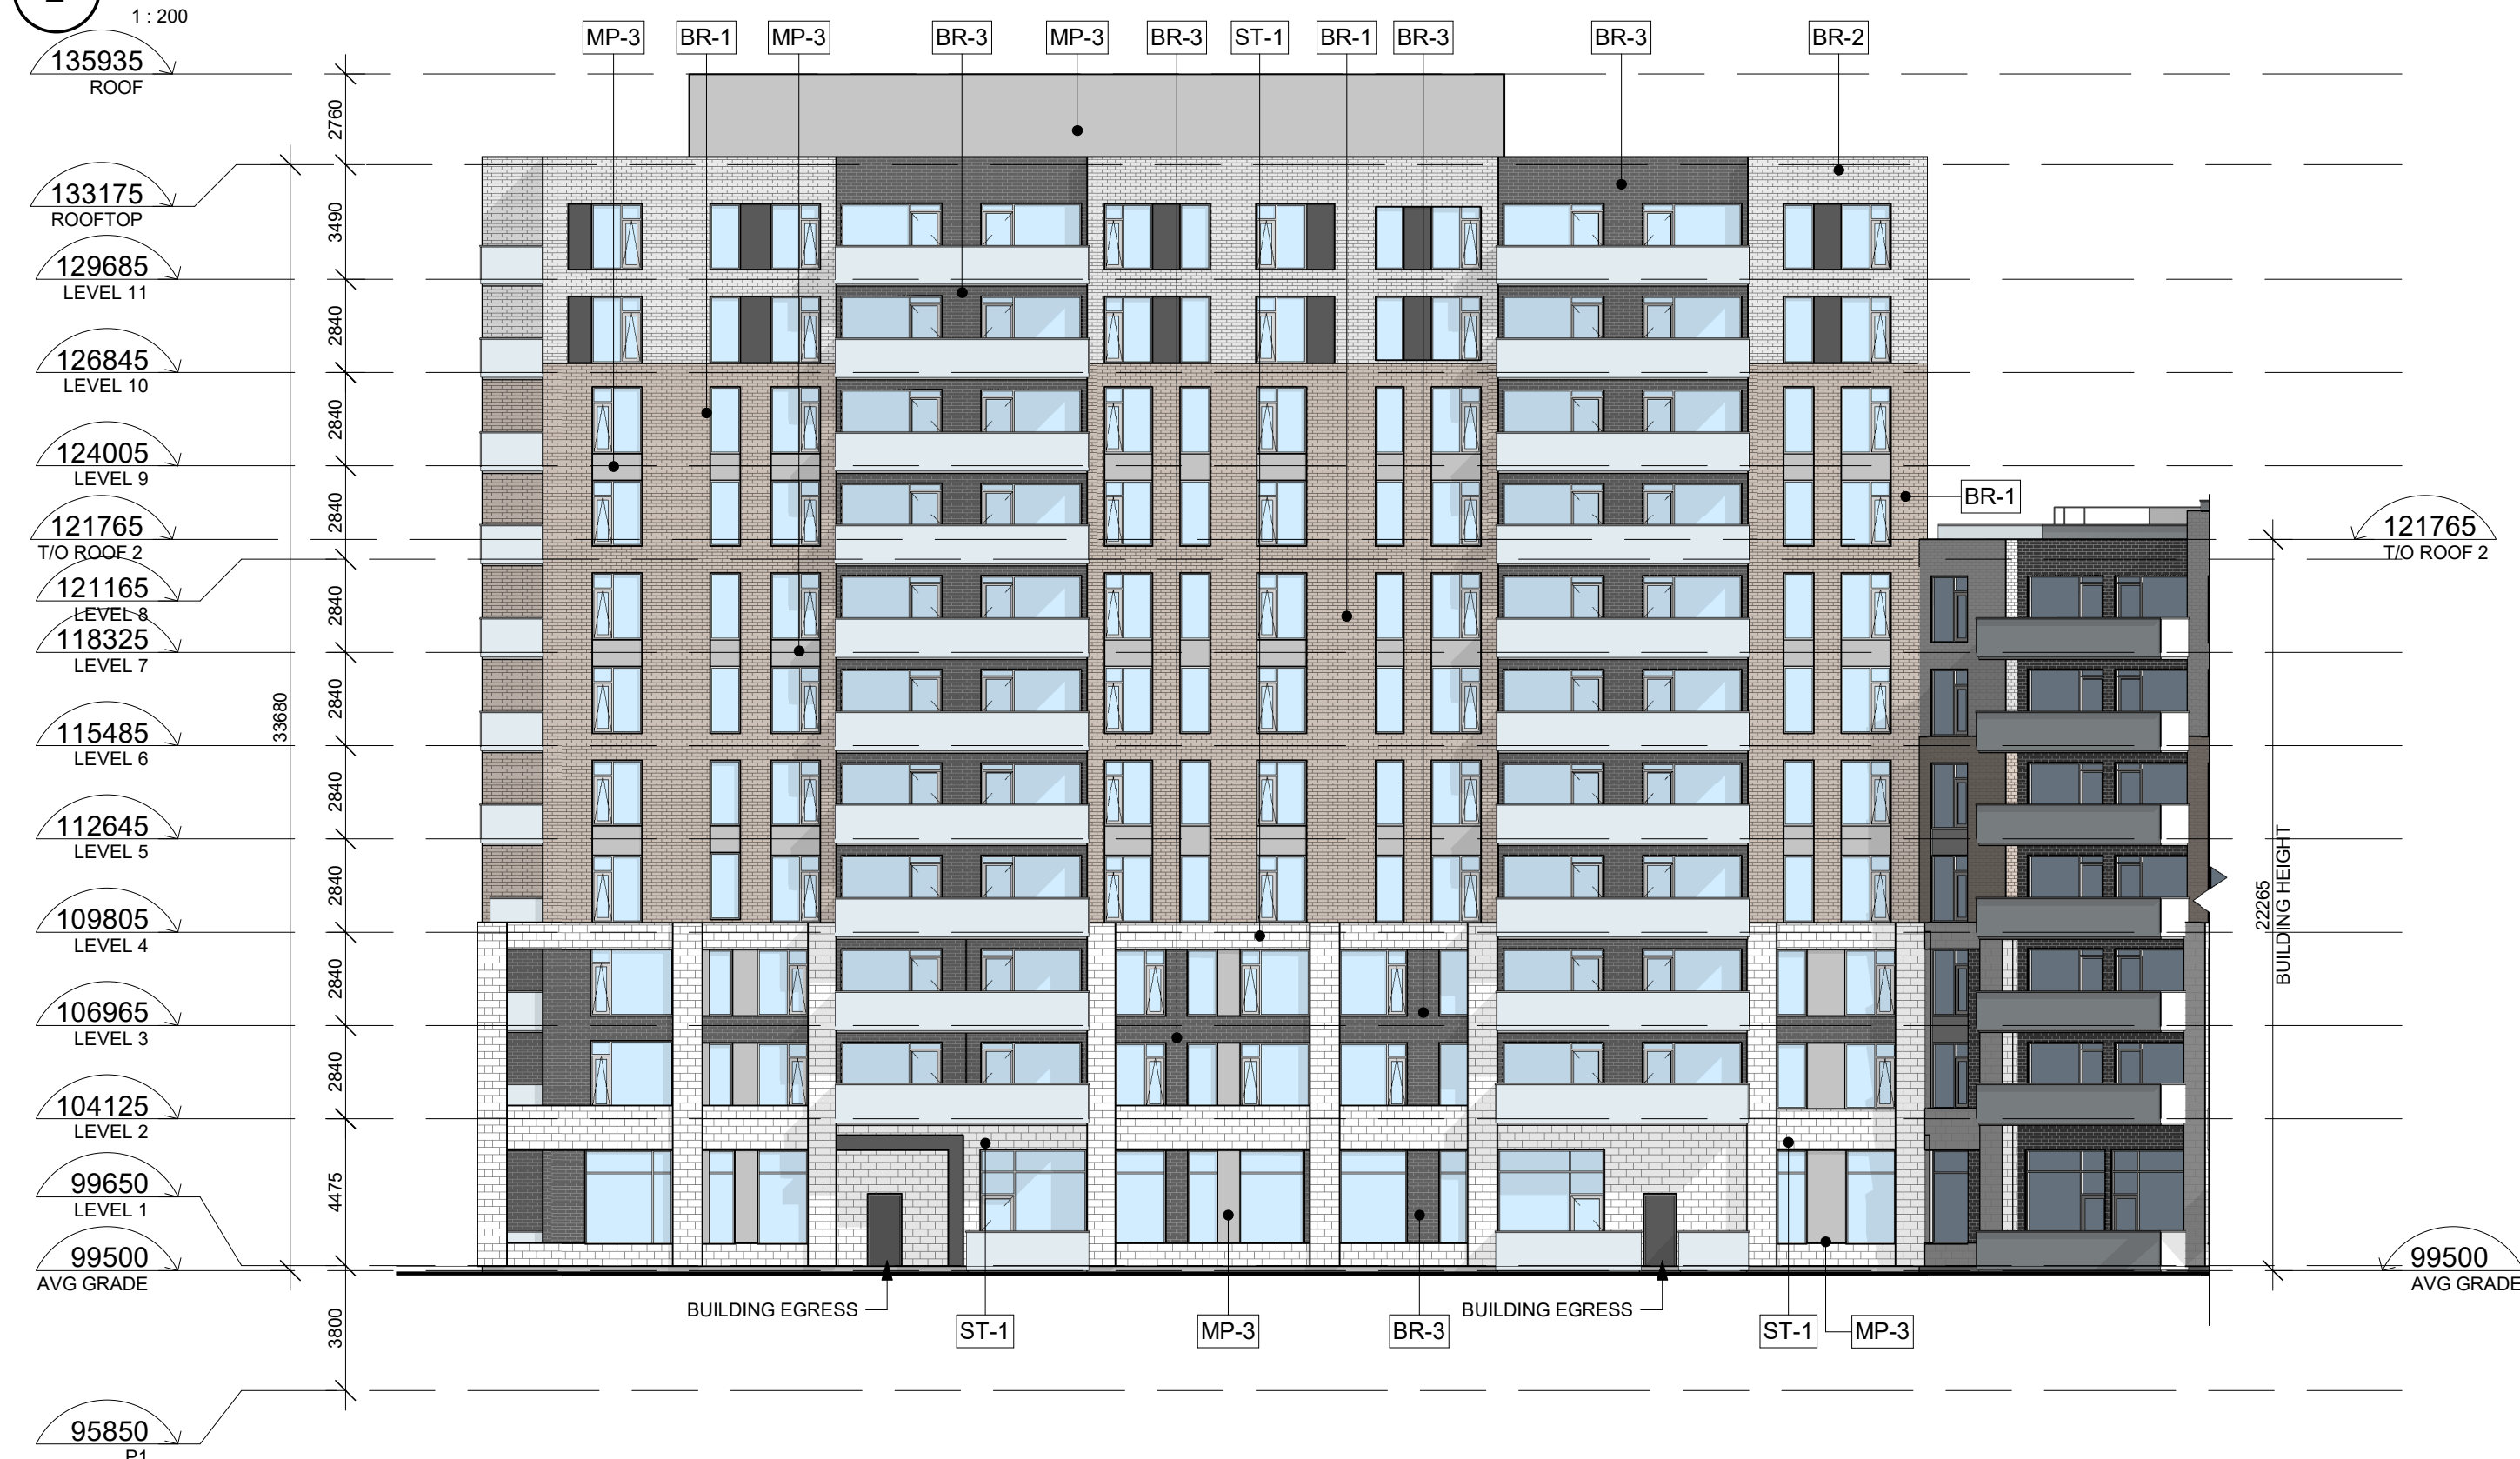 1 : 200
MP-3
BR-1
MP-3
BR-3
MP-3
BR-3
ST-1
BR-1
BR-3
BR-3
BR-2
135935
ROOF
2760
133175
ROOFTOP
3490
129685
LEVEL 11
2840
126845
LEVEL 10
2840
124005
LEVEL 9
2840
BR-1
121765
T/O ROOF 2
121765
T/O ROOF 2
121165
LEVEL 8
2840
118325
LEVEL 7
2840
33680
115485
LEVEL 6
2840
112645
LEVEL 5
2840
22265
BUILDING HEIGHT
109805
LEVEL 4
2840
106965
LEVEL 3
2840
104125
LEVEL 2
4475
99650
LEVEL 1
99500
AVG GRADE
99500
AVG GRADE
3800
BUILDING EGRESS
BUILDING EGRESS
ST-1
MP-3
BR-3
ST-1
MP-3
95850
P1